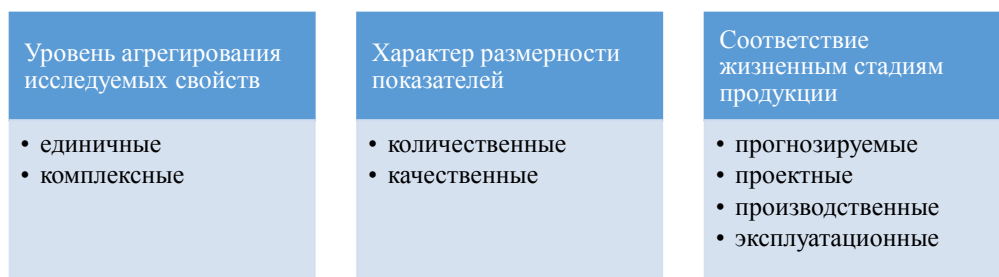 Уровень агрегирования
исследуемых свойств
• единичные
• комплексные
Характер размерности
показателей
• количественные
• качественные
Соответствие
жизненным стадиям
продукции
• прогнозируемые
• проектные
• производственные
• эксплуатационные